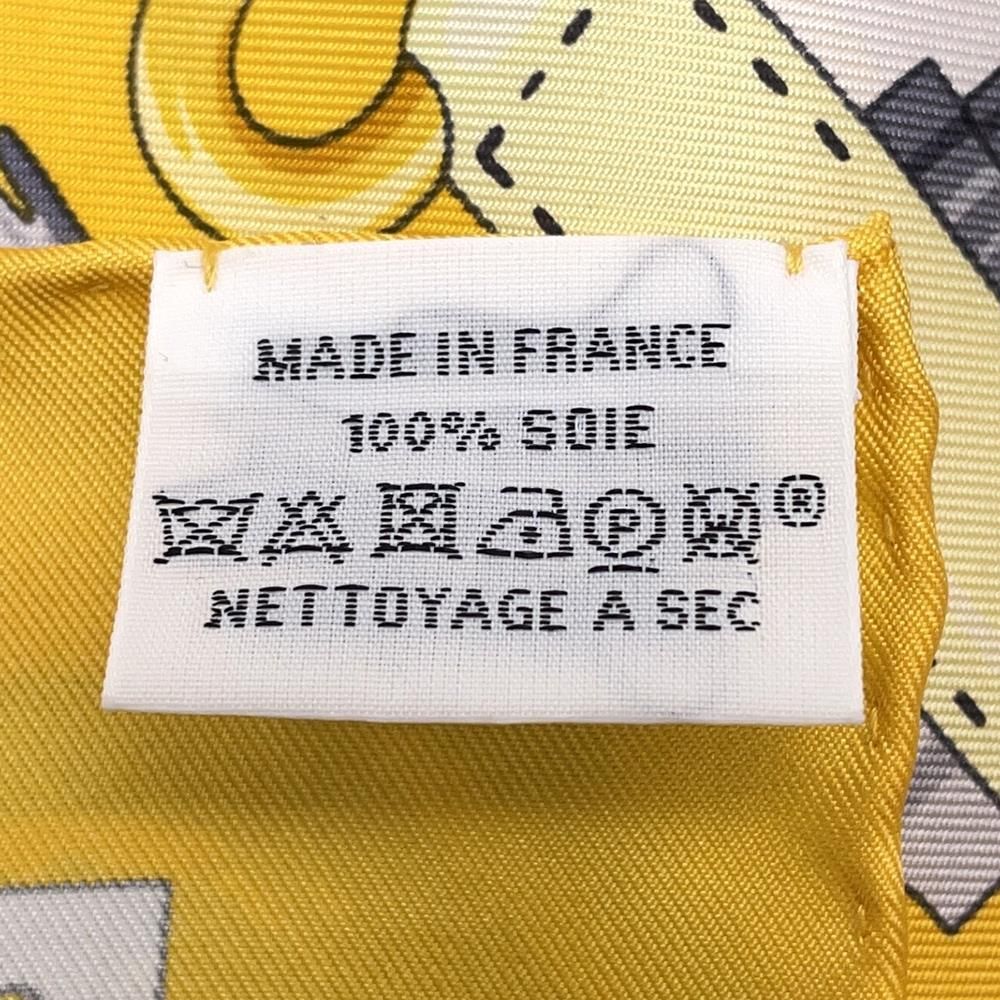 MADE IN FRANCE
100% SOIE
P W ®
NETTOYAGE A SEC